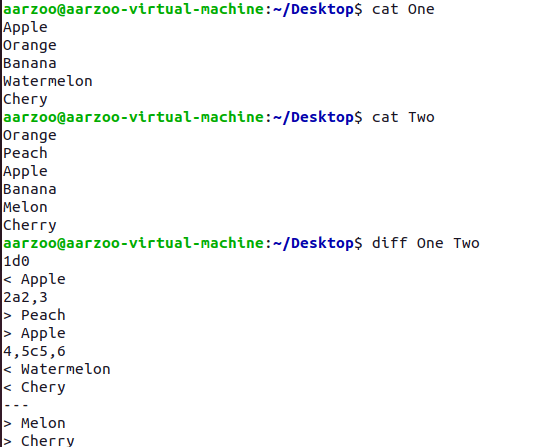 aarzoo@aarzoo-virtual-machine:~/Desktop$ cat One
Apple
Orange
Banana
Watermelon
Chery
aarzoo@aarzoo-virtual-machine:~/Desktop$ cat Two
Orange
Peach
Apple
Banana
Melon
Cherry
aarzoo@aarzoo-virtual-machine:~/Desktop$ diff One Two
1d0
< Apple
2a2,3
> Peach
> Apple
4,5c5,6
< Watermelon
< Chery
---
> Melon
> Cherry